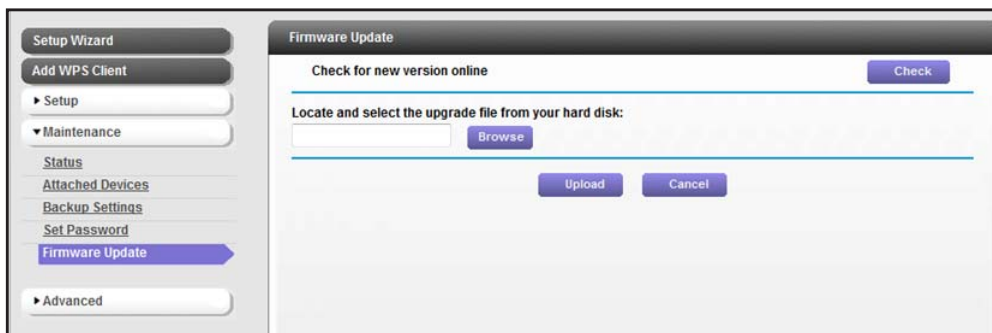 Setup Wizard
Add WPS Client
Setup
Maintenance
Status
Attached Devices
Backup Settings
Set Password
Firmware Update
Advanced
Firmware Update
Check for new version online
Check
Locate and select the upgrade file from your hard disk:
Browse
Upload Cancel